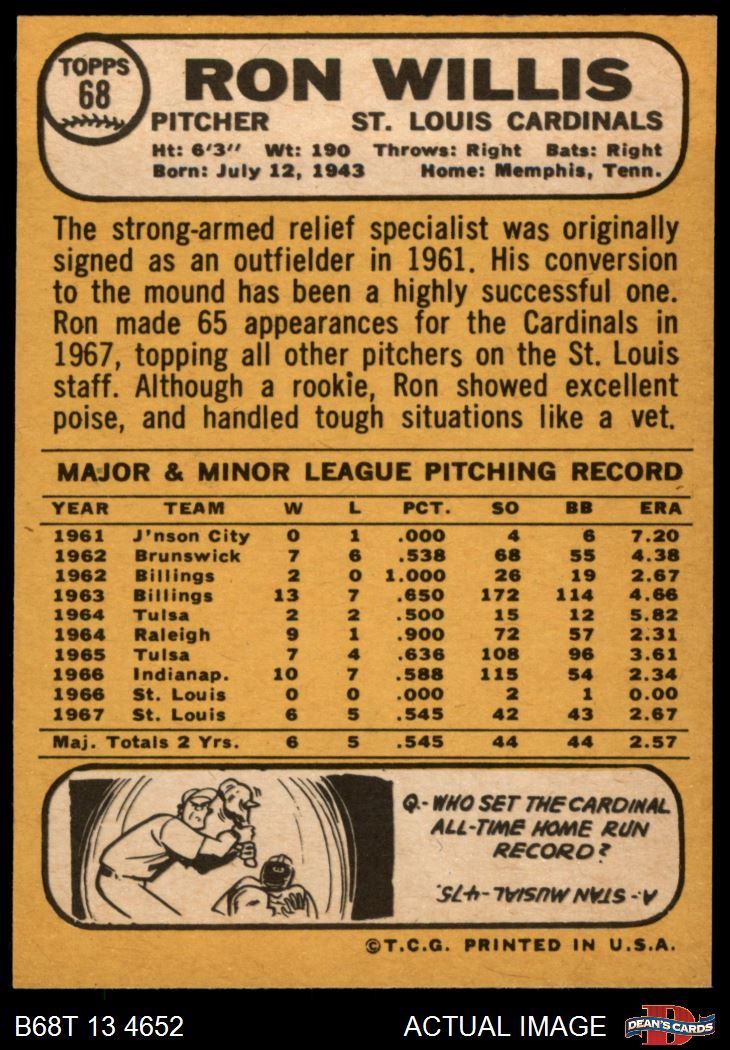 TOPPS
68
RON WILLIS
PITCHER ST. LOUIS CARDINALS
Ht: 6'3" Wt: 190 Throws: Right Bats: Right
Born: July 12, 1943 Home: Memphis, Tenn.
The strong-armed relief specialist was originally
signed as an outfielder in 1961. His conversion
to the mound has been a highly successful one.
Ron made 65 appearances for the Cardinals in
1967, topping all other pitchers on the St. Louis
staff. Although a rookie, Ron showed excellent
poise, and handled tough situations like a vet.
MAJOR & MINOR LEAGUE PITCHING RECORD
YEAR TEAM W L PCT. SO BB ERA
1961 J'nson City 0 1 .000 4 6 7.20
1962 Brunswick 7 6 .538 68 55 4.38
1962 Billings 2 0 1.000 26 19 2.67
1963 Billings 13 7 .650 172 114 4.66
1964 Tulsa 2 2 .500 15 12 5.82
1964 Raleigh 9 1 .900 72 57 2.31
1965 Tulsa 7 4 .636 108 96 3.61
1966 Indianap. 10 7 .588 115 54 2.34
1966 St. Louis 0 0 .000 2 1 0.00
1967 St. Louis 6 5 .545 42 43 2.67
Maj. Totals 2 Yrs. 6 5 .545 44 44 2.57
Q.- WHO SET THE CARDINAL
ALL-TIME HOME RUN
RECORD?
A.- STAN MUSIAL-475.
©T.C.G. PRINTED IN U.S.A.
B68T 13 4652 ACTUAL IMAGE
D
DEAN'S CARDS